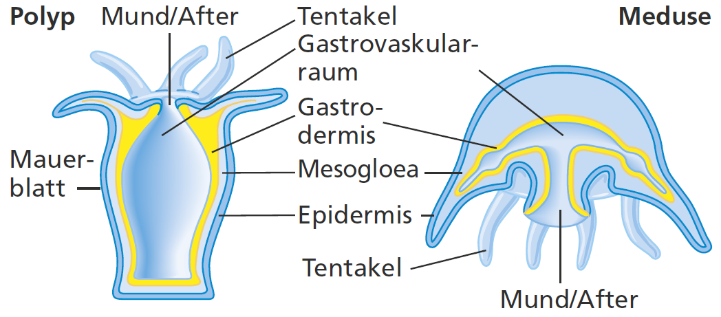 Polyp Mund/After Tentakel Meduse
Gastrovaskular-
raum
Gastro-
dermis
Mauer-
blatt
Mesogloea
Epidermis
Tentakel
Mund/After